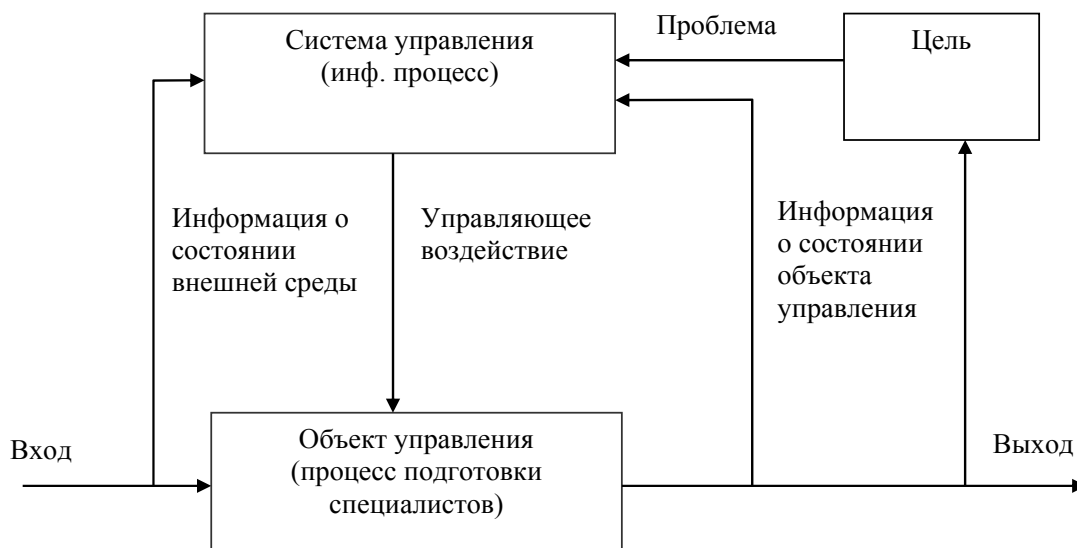 Система управления
(инф. процесс)
Проблема
Цель
Информация о
состоянии
внешней среды
Управляющее
воздействие
Информация
о состоянии
объекта
управления
Вход
Объект управления
(процесс подготовки
специалистов)
Выход